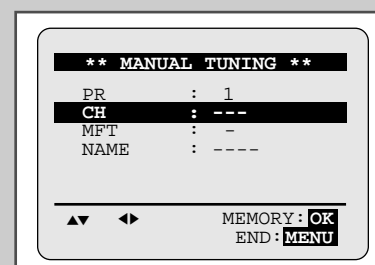 ** MANUAL TUNING **
PR : 1
CH : ---
MFT : -
NAME : ----
▲▼ ◀▶ MEMORY: OK
END: MENU